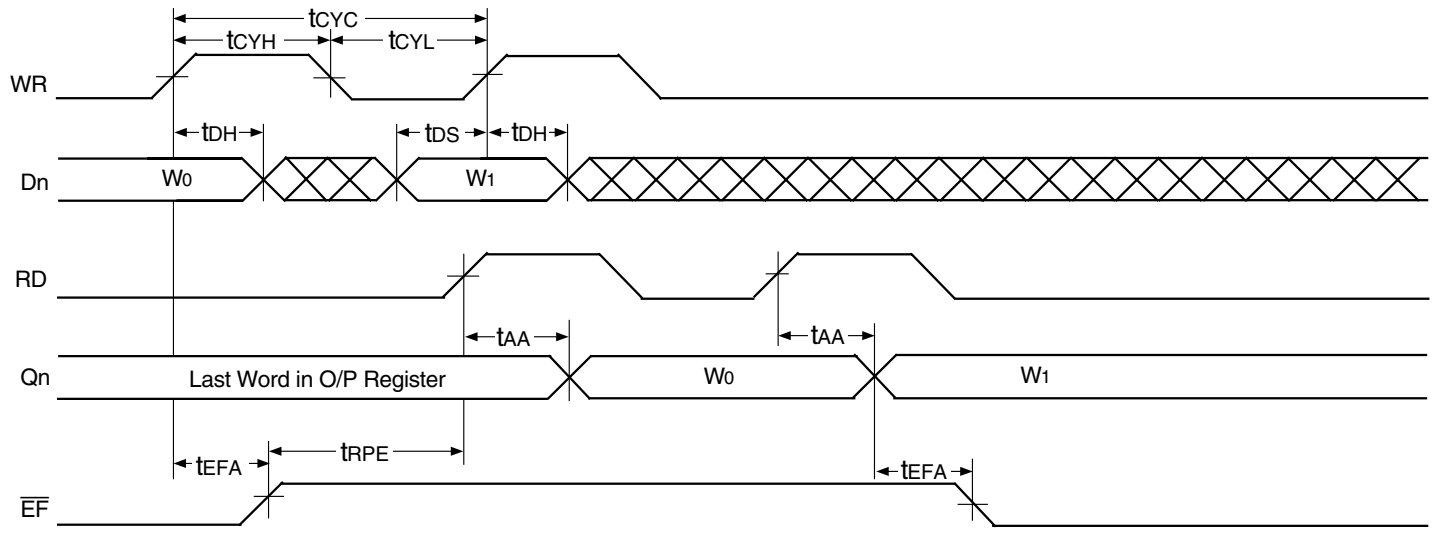 tCYC
tCYH tCYL
WR
tDH tDS tDH
Dn W0 W1
RD
tAA tAA
Qn Last Word in O/P Register W0 W1
tEFA tRPE tEFA
EF